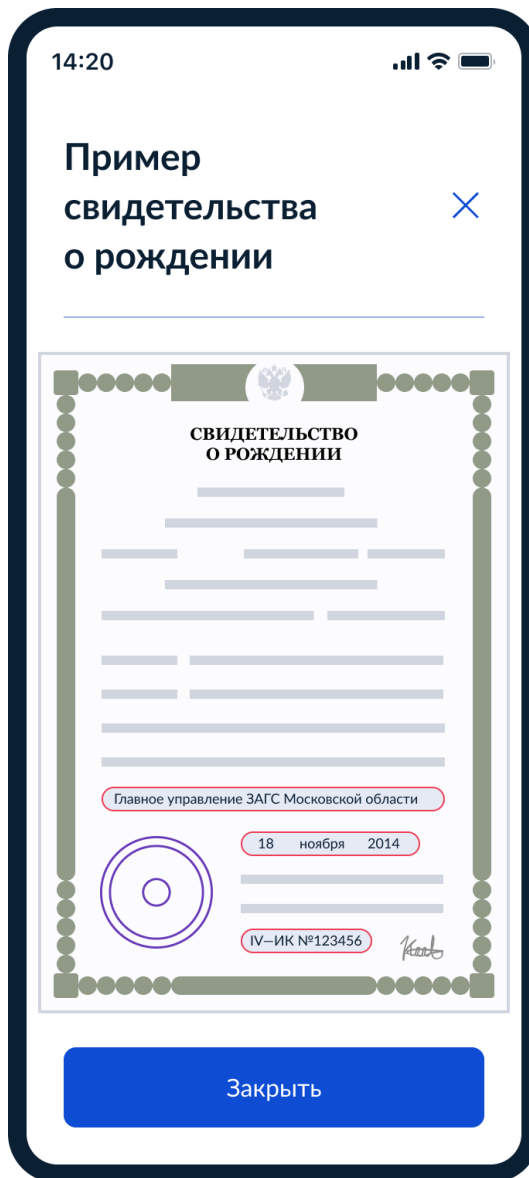 14:20
Пример
свидетельства
о рождении
СВИДЕТЕЛЬСТВО
О РОЖДЕНИИ
Главное управление ЗАГС Московской области
18 ноября 2014
IV—ИК №123456
Закрыть